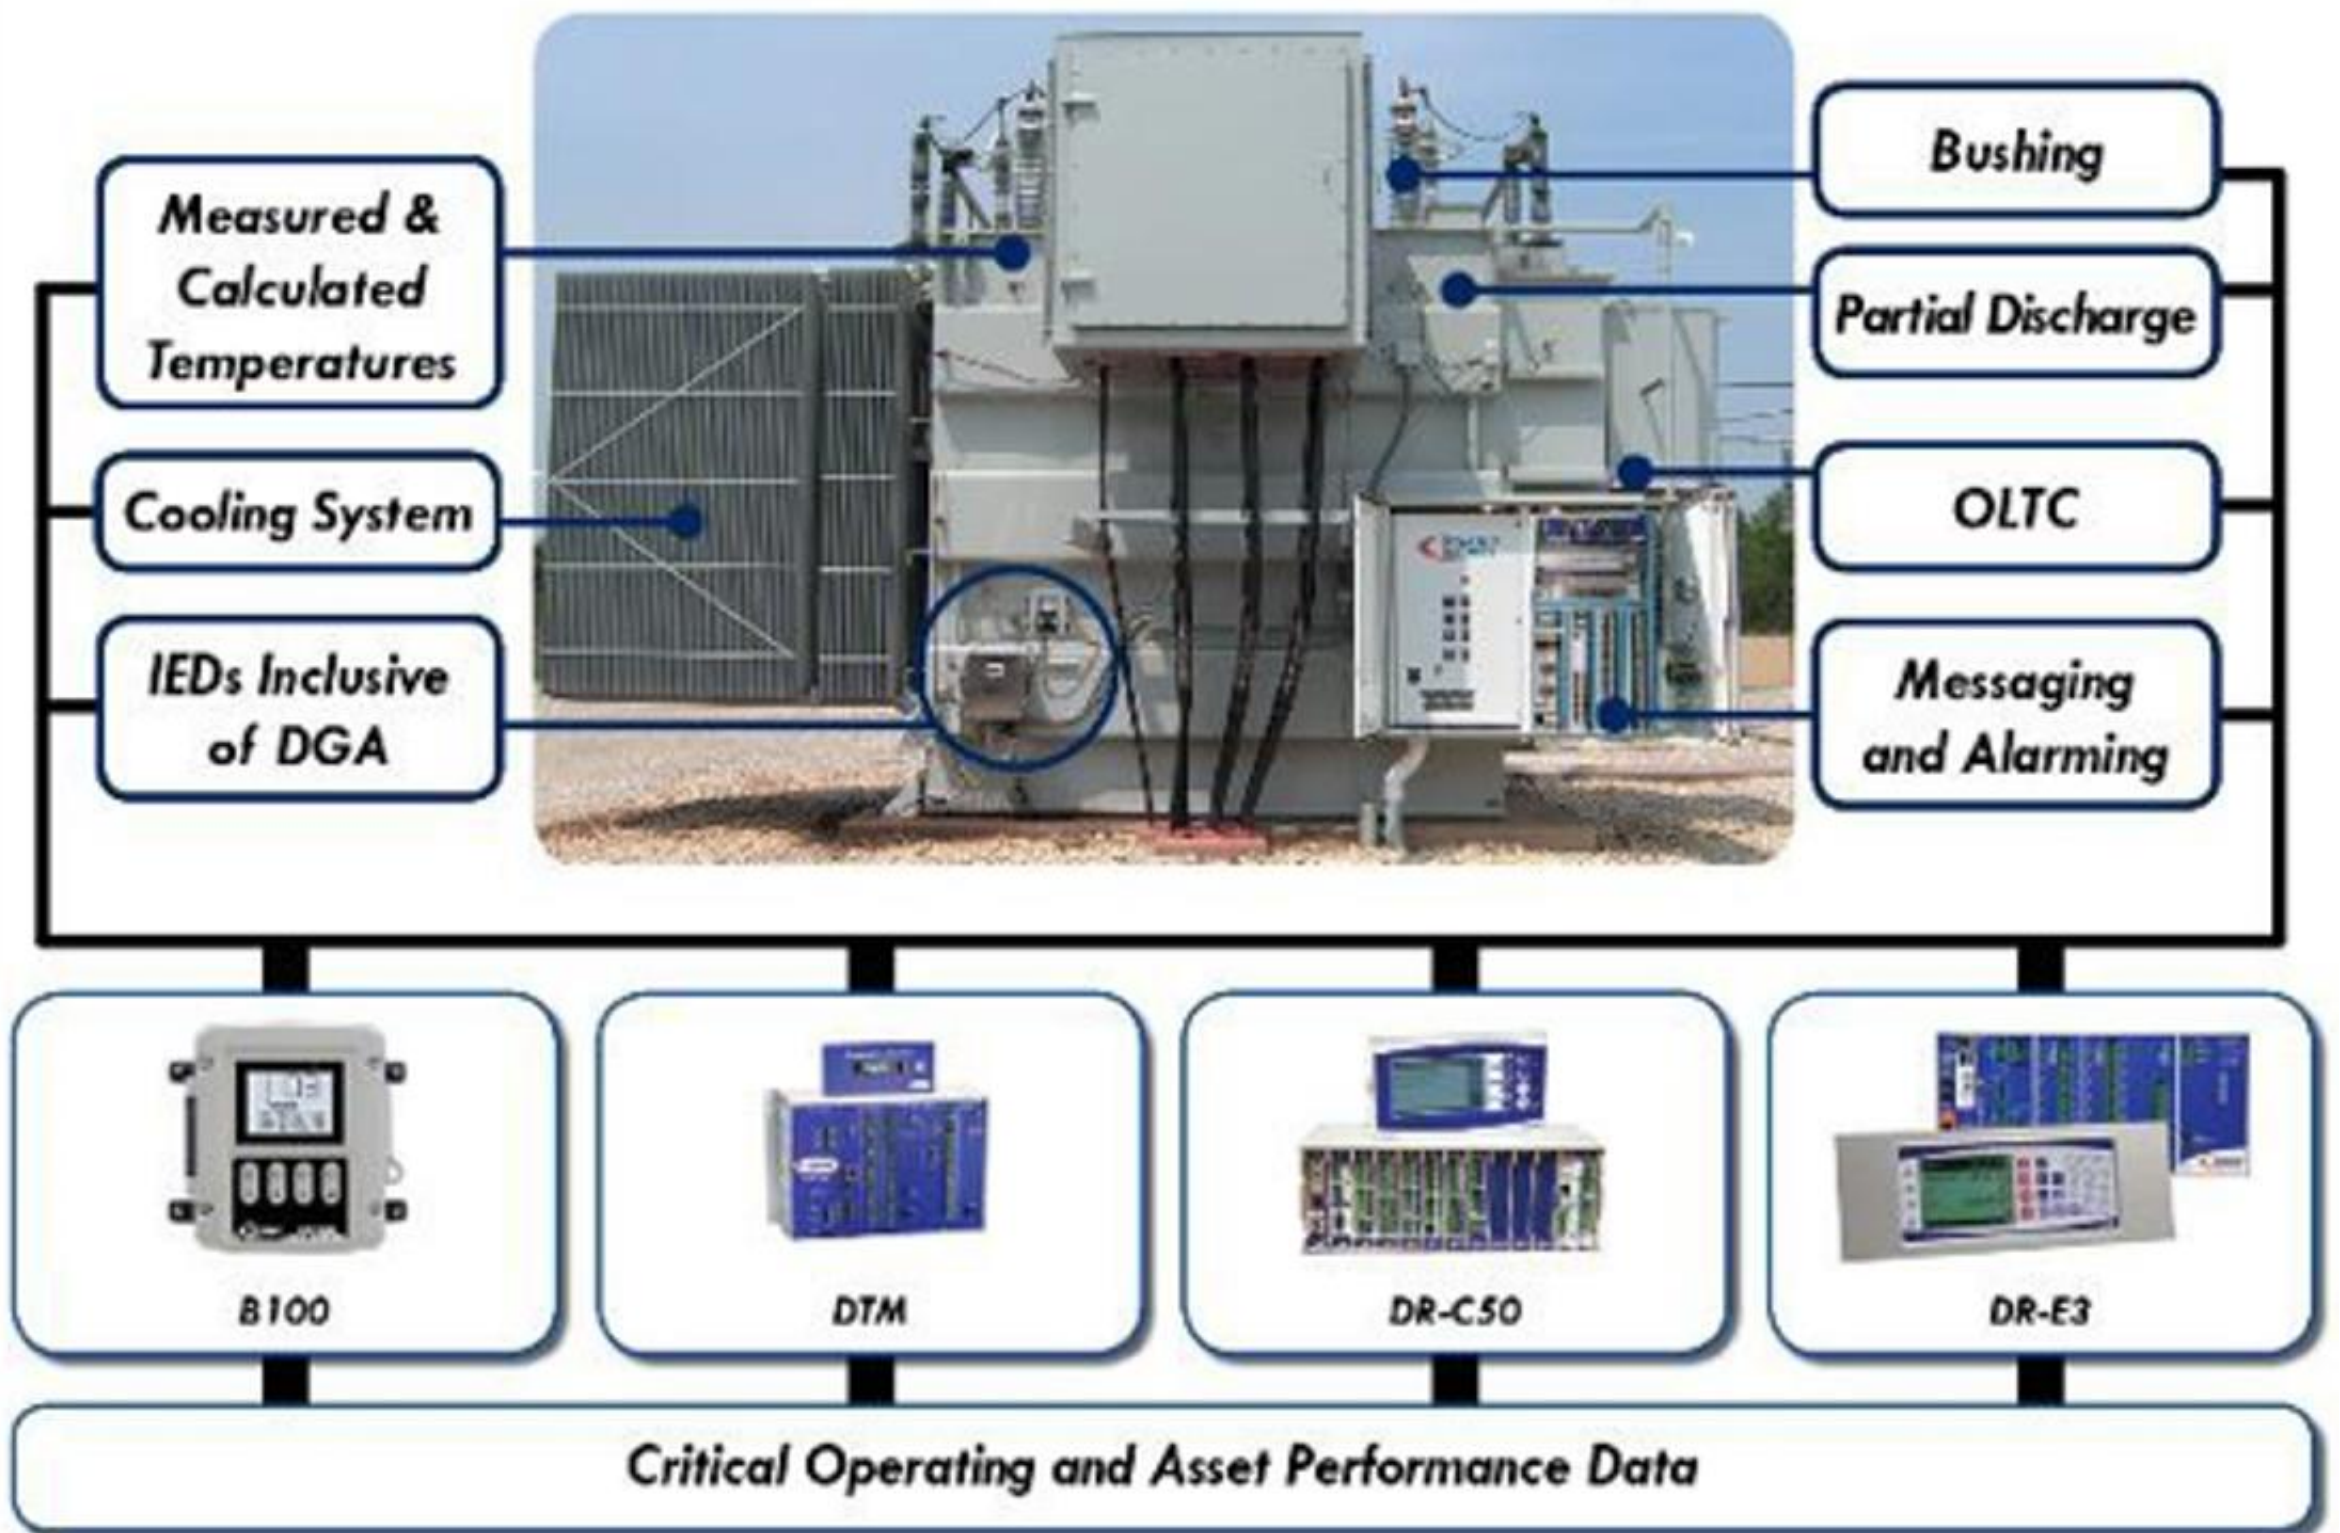 Measured &
Calculated
Temperatures
Cooling System
IEDs Inclusive
of DGA
Bushing
Partial Discharge
OLTC
Messaging
and Alarming
B100
DTM
DR-C50
DR-E3
Critical Operating and Asset Performance Data